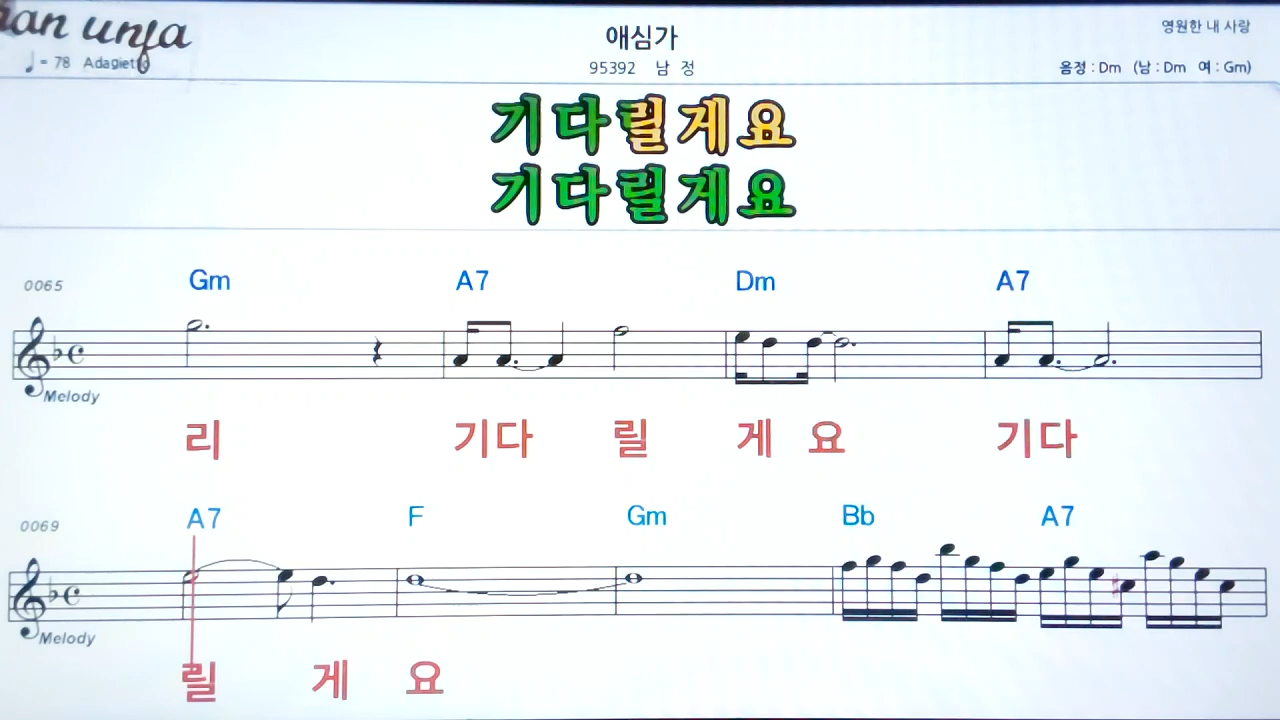 영원한 내 사랑
애심가
♩= 78 Adagietto
95392 남 정
음정 : Dm (남 : Dm 여 : Gm)
기다릴게요
기다릴게요
0065 Gm A7 Dm A7
Melody
리 기다 릴 게 요 기다
0069 A7 F Gm Bb A7
Melody
릴 게 요